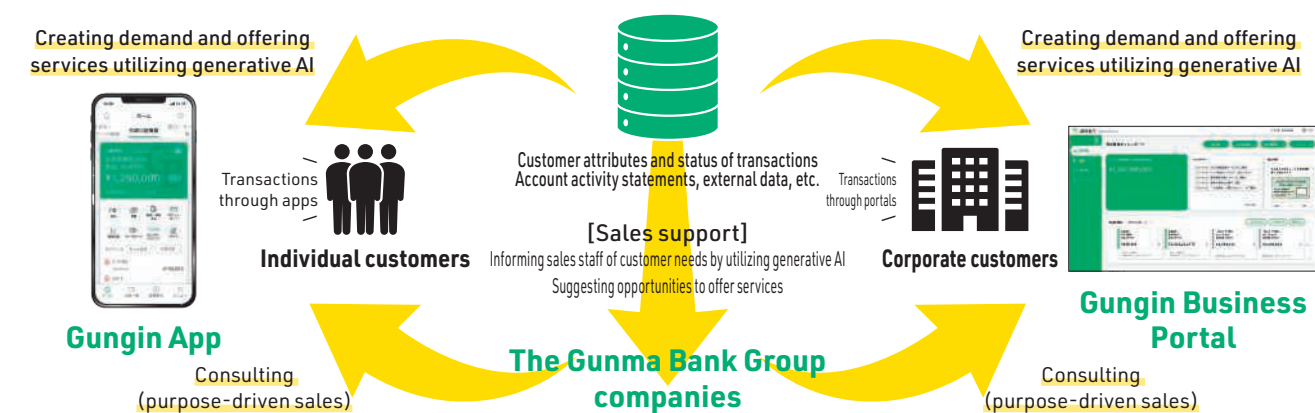 Creating demand and offering
services utilizing generative AI
ホーム
Transactions
through apps
Individual customers
Gungin App
Consulting
(purpose-driven sales)
Customer attributes and status of transactions
Account activity statements, external data, etc.
[Sales support]
Informing sales staff of customer needs by utilizing generative AI
Suggesting opportunities to offer services
The Gunma Bank Group
companies
Creating demand and offering
services utilizing generative AI
Transactions
through portals
Corporate customers
Gungin Business
Portal
Consulting
(purpose-driven sales)